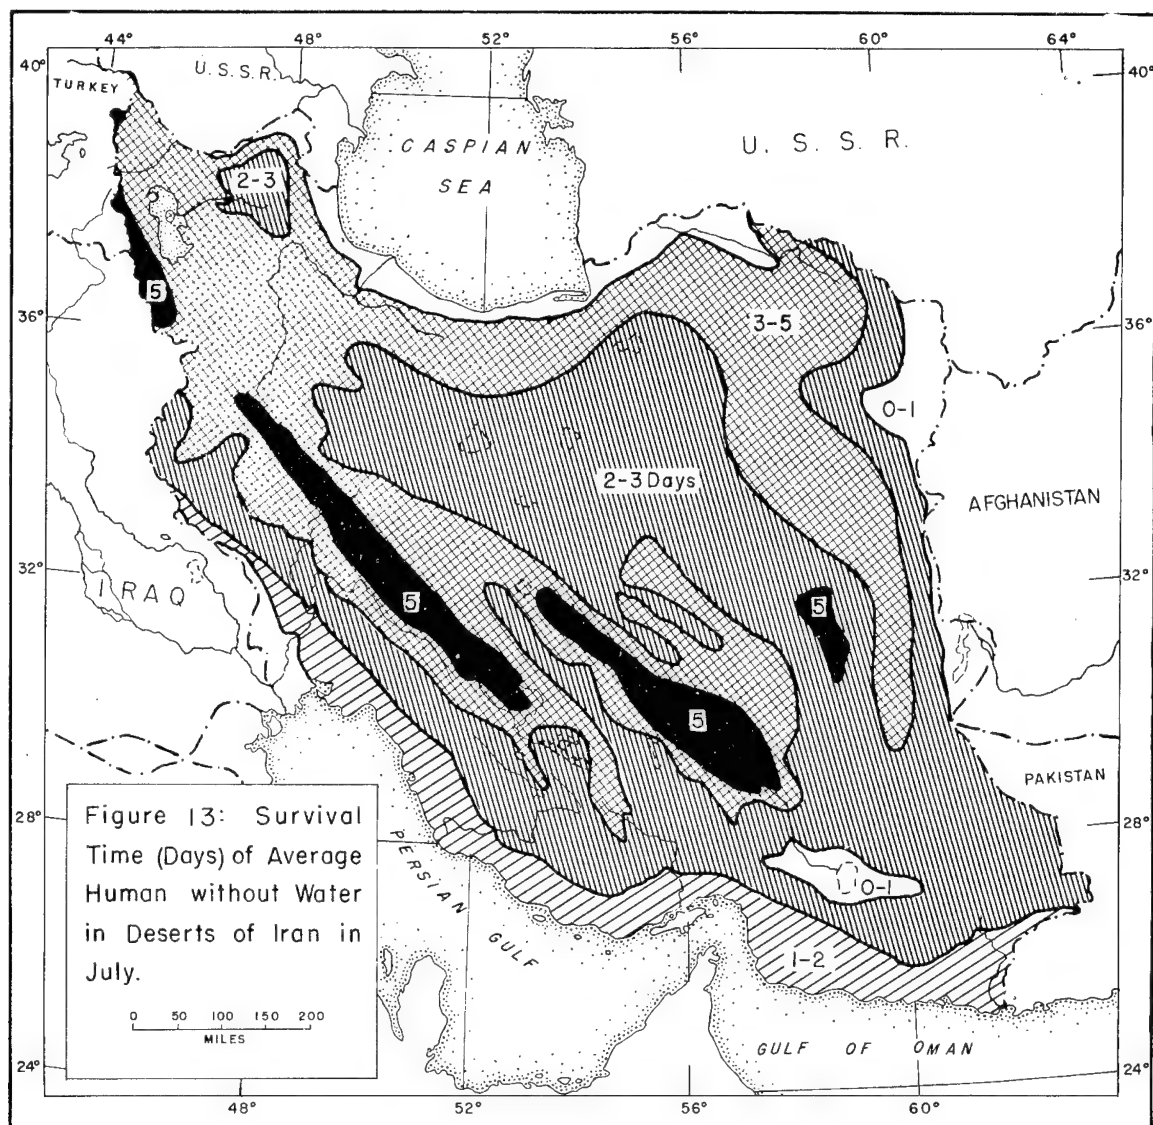 44° 48° 52° 56° 60° 64°
40° 40°
TURKEY
U.S.S.R.
CASPIAN
SEA
U. S. S. R.
2-3
5
36° 36°
3-5
0-1
2-3 Days
AFGHANISTAN
32° 32°
IRAQ
5
5
5
PAKISTAN
28° 28°
Figure 13: Survival
Time (Days) of Average
Human without Water
in Deserts of Iran in
July.
0 50 100 150 200
MILES
PERSIAN
GULF
0-1
1-2
GULF OF OMAN
24° 24°
48° 52° 56° 60°